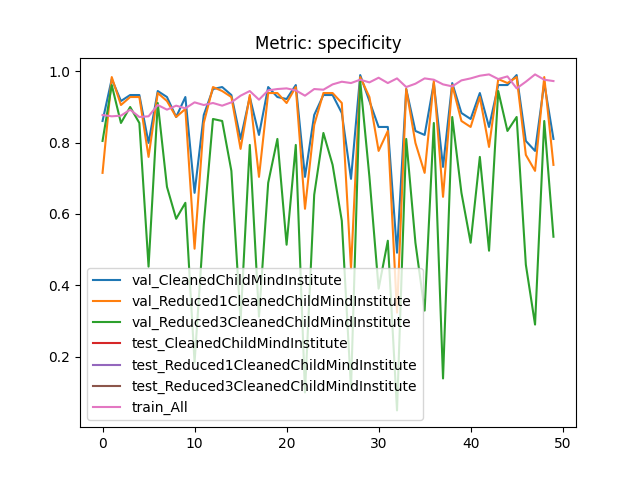 Metric: specificity
1.0
0.8
0.6
0.4
0.2
val_CleanedChildMindInstitute
val_Reduced1CleanedChildMindInstitute
val_Reduced3CleanedChildMindInstitute
test_CleanedChildMindInstitute
test_Reduced1CleanedChildMindInstitute
test_Reduced3CleanedChildMindInstitute
train_All
0 10 20 30 40 50